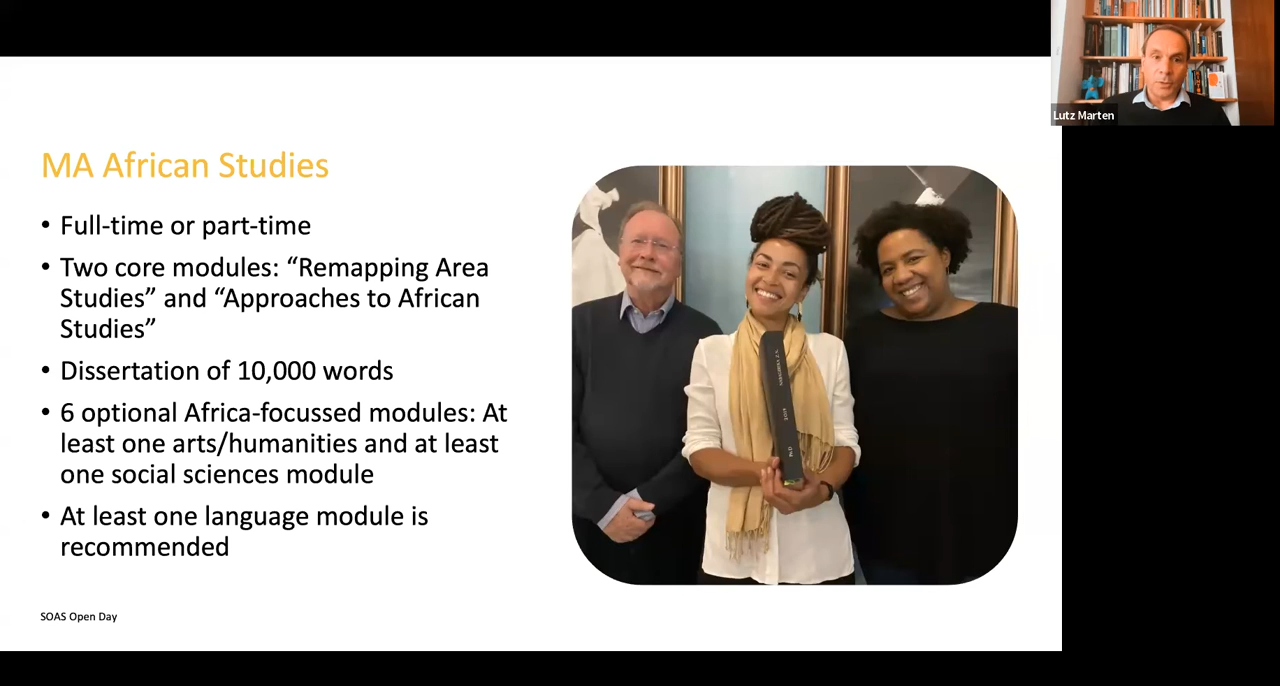 Lutz Marten
MA African Studies
• Full-time or part-time
• Two core modules: “Remapping Area
Studies” and “Approaches to African
Studies”
• Dissertation of 10,000 words
• 6 optional Africa-focussed modules: At
least one arts/humanities and at least
one social sciences module
• At least one language module is
recommended
SOAS Open Day